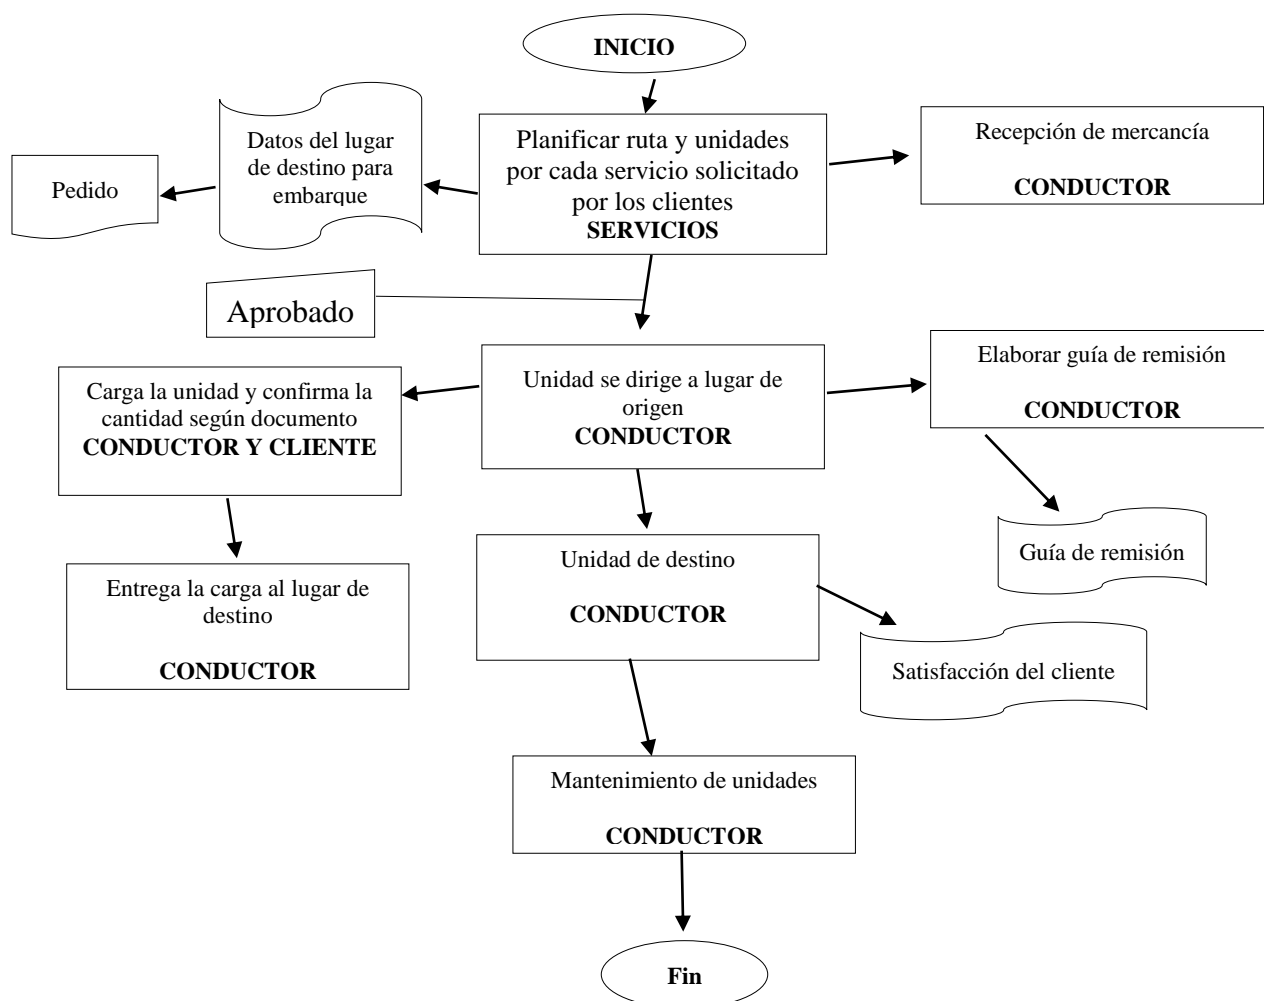 INICIO
Planificar ruta y unidades
por cada servicio solicitado
por los clientes
SERVICIOS
Datos del lugar
de destino para
embarque
Pedido
Recepción de mercancía
CONDUCTOR
Aprobado
Unidad se dirige a lugar de
origen
CONDUCTOR
Carga la unidad y confirma la
cantidad según documento
CONDUCTOR Y CLIENTE
Elaborar guía de remisión
CONDUCTOR
Guía de remisión
Entrega la carga al lugar de
destino
CONDUCTOR
Unidad de destino
CONDUCTOR
Satisfacción del cliente
Mantenimiento de unidades
CONDUCTOR
Fin